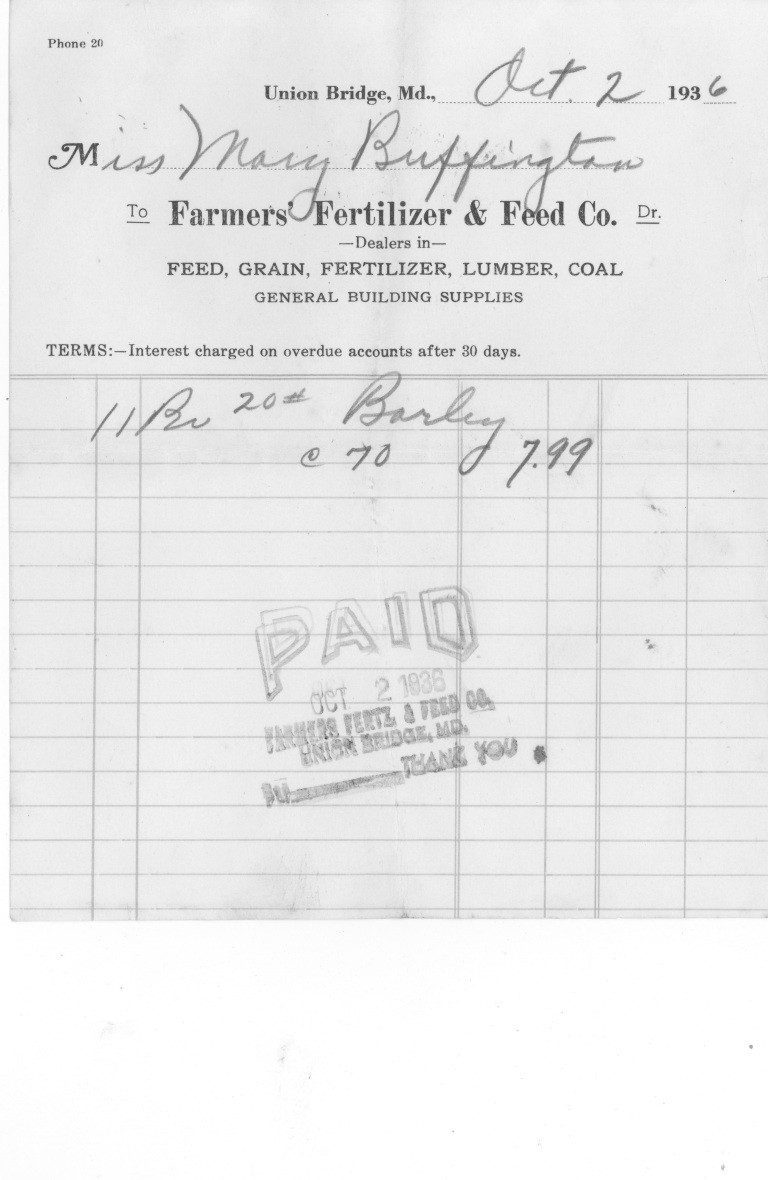 Phone 20
Union Bridge, Md., Oct. 2 1936
Miss Mary Buffington
To Farmers' Fertilizer & Feed Co. Dr.
—Dealers in—
FEED, GRAIN, FERTILIZER, LUMBER, COAL
GENERAL BUILDING SUPPLIES
TERMS:—Interest charged on overdue accounts after 30 days.
11 Bu 20# Barley
@ 70 7.99
PAID
OCT 2 1936
FARMERS FERTZ. & FEED CO.
UNION BRIDGE, MD.
THANK YOU